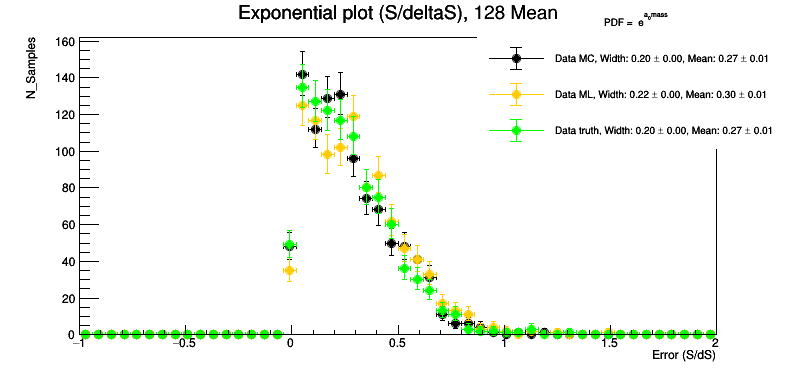 Exponential plot (S/deltaS), 128 Mean
PDF = e^a₀mass
N_Samples
Data MC, Width: 0.20 ± 0.00, Mean: 0.27 ± 0.01
Data ML, Width: 0.22 ± 0.00, Mean: 0.30 ± 0.01
Data truth, Width: 0.20 ± 0.00, Mean: 0.27 ± 0.01
160
140
120
100
80
60
40
20
0
−1 −0.5 0 0.5 1 1.5 2
Error (S/dS)